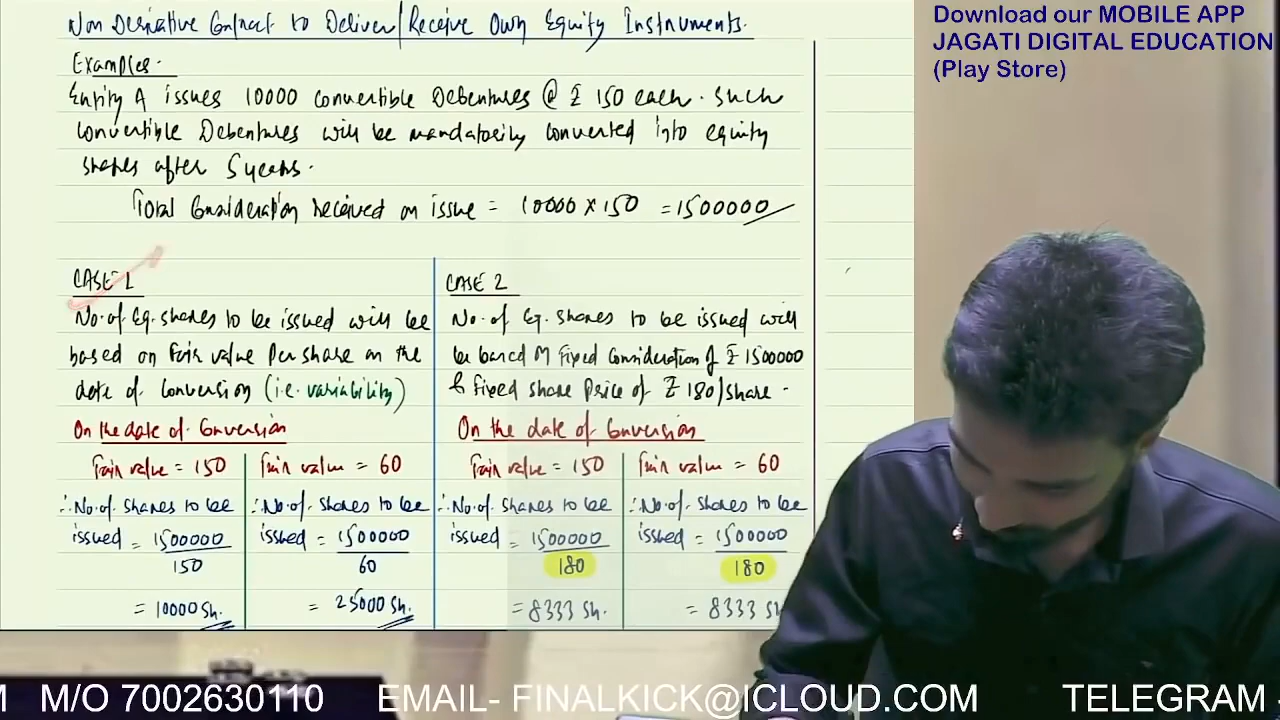 Non Derivative Contract to Deliver/Receive Own Equity Instruments.
Download our MOBILE APP
JAGATI DIGITAL EDUCATION
(Play Store)
Examples.
Entity A issues 10000 convertible Debentures @ ₹ 150 each. Such
convertible Debentures will be mandatorily converted into equity
shares after 5 years.
Total Consideration received on issue = 10000 x 150 = 1500000
CASE 1
No. of Eq. shares to be issued will be
based on Fair value Per share on the
date of conversion (i.e. variability)
On the date of Conversion
Fair value = 150
∴ No. of shares to be
issued = 1500000
150
= 10000 Sh.
Fair value = 60
∴ No. of shares to be
issued = 1500000
60
= 25000 Sh.
CASE 2
No. of Eq. shares to be issued will
be based on Fixed Consideration of ₹ 1500000
& Fixed share Price of ₹ 180/share.
On the date of Conversion
Fair value = 150
∴ No. of shares to be
issued = 1500000
180
= 8333 Sh.
Fair value = 60
∴ No. of shares to be
issued = 1500000
180
= 8333 Sh
M/O 7002630110 EMAIL- FINALKICK@ICLOUD.COM TELEGRAM